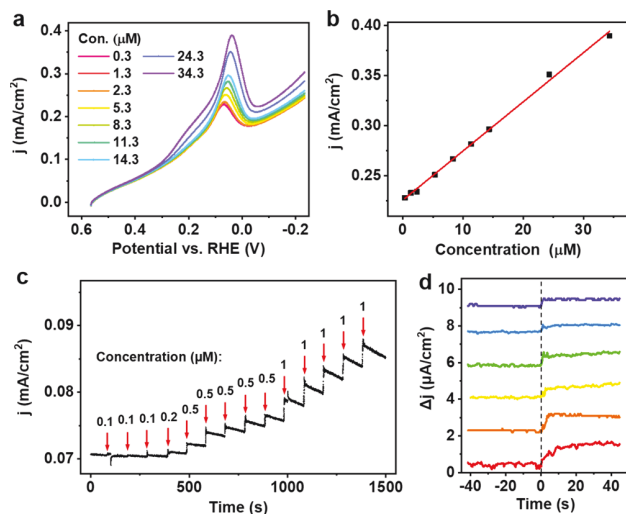 a
Con. (μM)
0.3
1.3
2.3
5.3
8.3
11.3
14.3
24.3
34.3
0.4
0.3
0.2
0.1
0.0
j (mA/cm²)
0.6 0.4 0.2 0.0 -0.2
Potential vs. RHE (V)
b
0.40
0.35
0.30
0.25
j (mA/cm²)
0 10 20 30
Concentration (μM)
c
0.09
0.08
0.07
j (mA/cm²)
Concentration (μM):
0.1 0.1 0.1 0.2 0.5 0.5 0.5 0.5 0.5 1 1 1 1 1
0 500 1000 1500
Time (s)
d
10
8
6
4
2
0
Δj (μA/cm²)
-40 -20 0 20 40
Time (s)